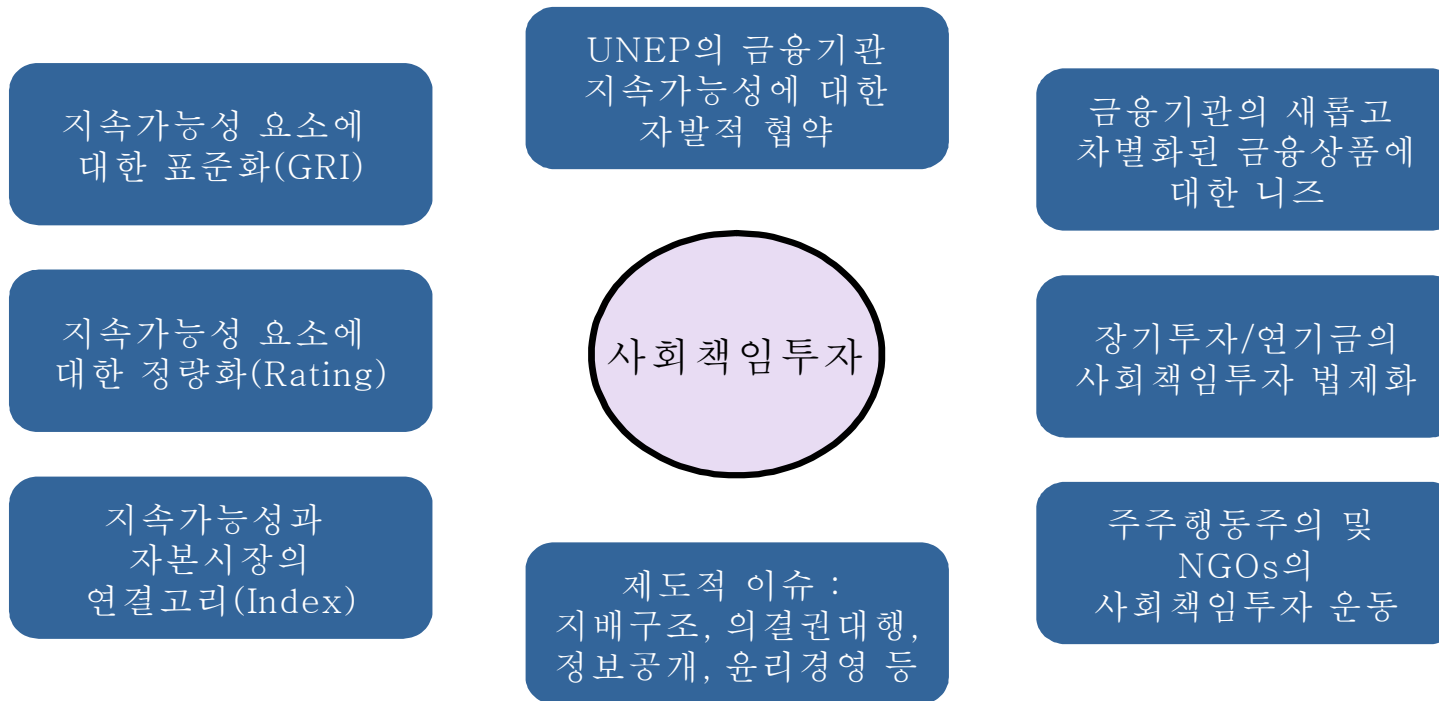 UNEP의 금융기관
지속가능성에 대한
자발적 협약
지속가능성 요소에
대한 표준화(GRI)
금융기관의 새롭고
차별화된 금융상품에
대한 니즈
지속가능성 요소에
대한 정량화(Rating)
사회책임투자
장기투자/연기금의
사회책임투자 법제화
지속가능성과
자본시장의
연결고리(Index)
제도적 이슈 :
지배구조, 의결권대행,
정보공개, 윤리경영 등
주주행동주의 및
NGOs의
사회책임투자 운동